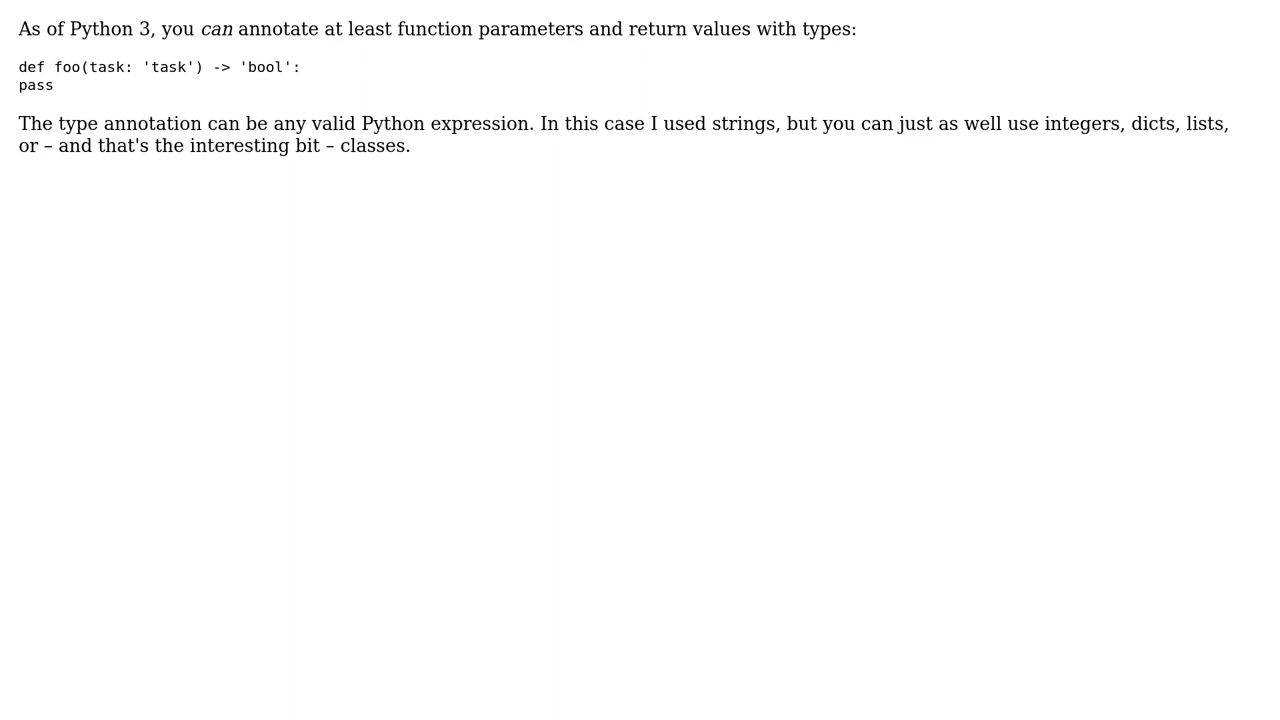 As of Python 3, you can annotate at least function parameters and return values with types:
def foo(task: 'task') -> 'bool':
pass
The type annotation can be any valid Python expression. In this case I used strings, but you can just as well use integers, dicts, lists,
or – and that's the interesting bit – classes.